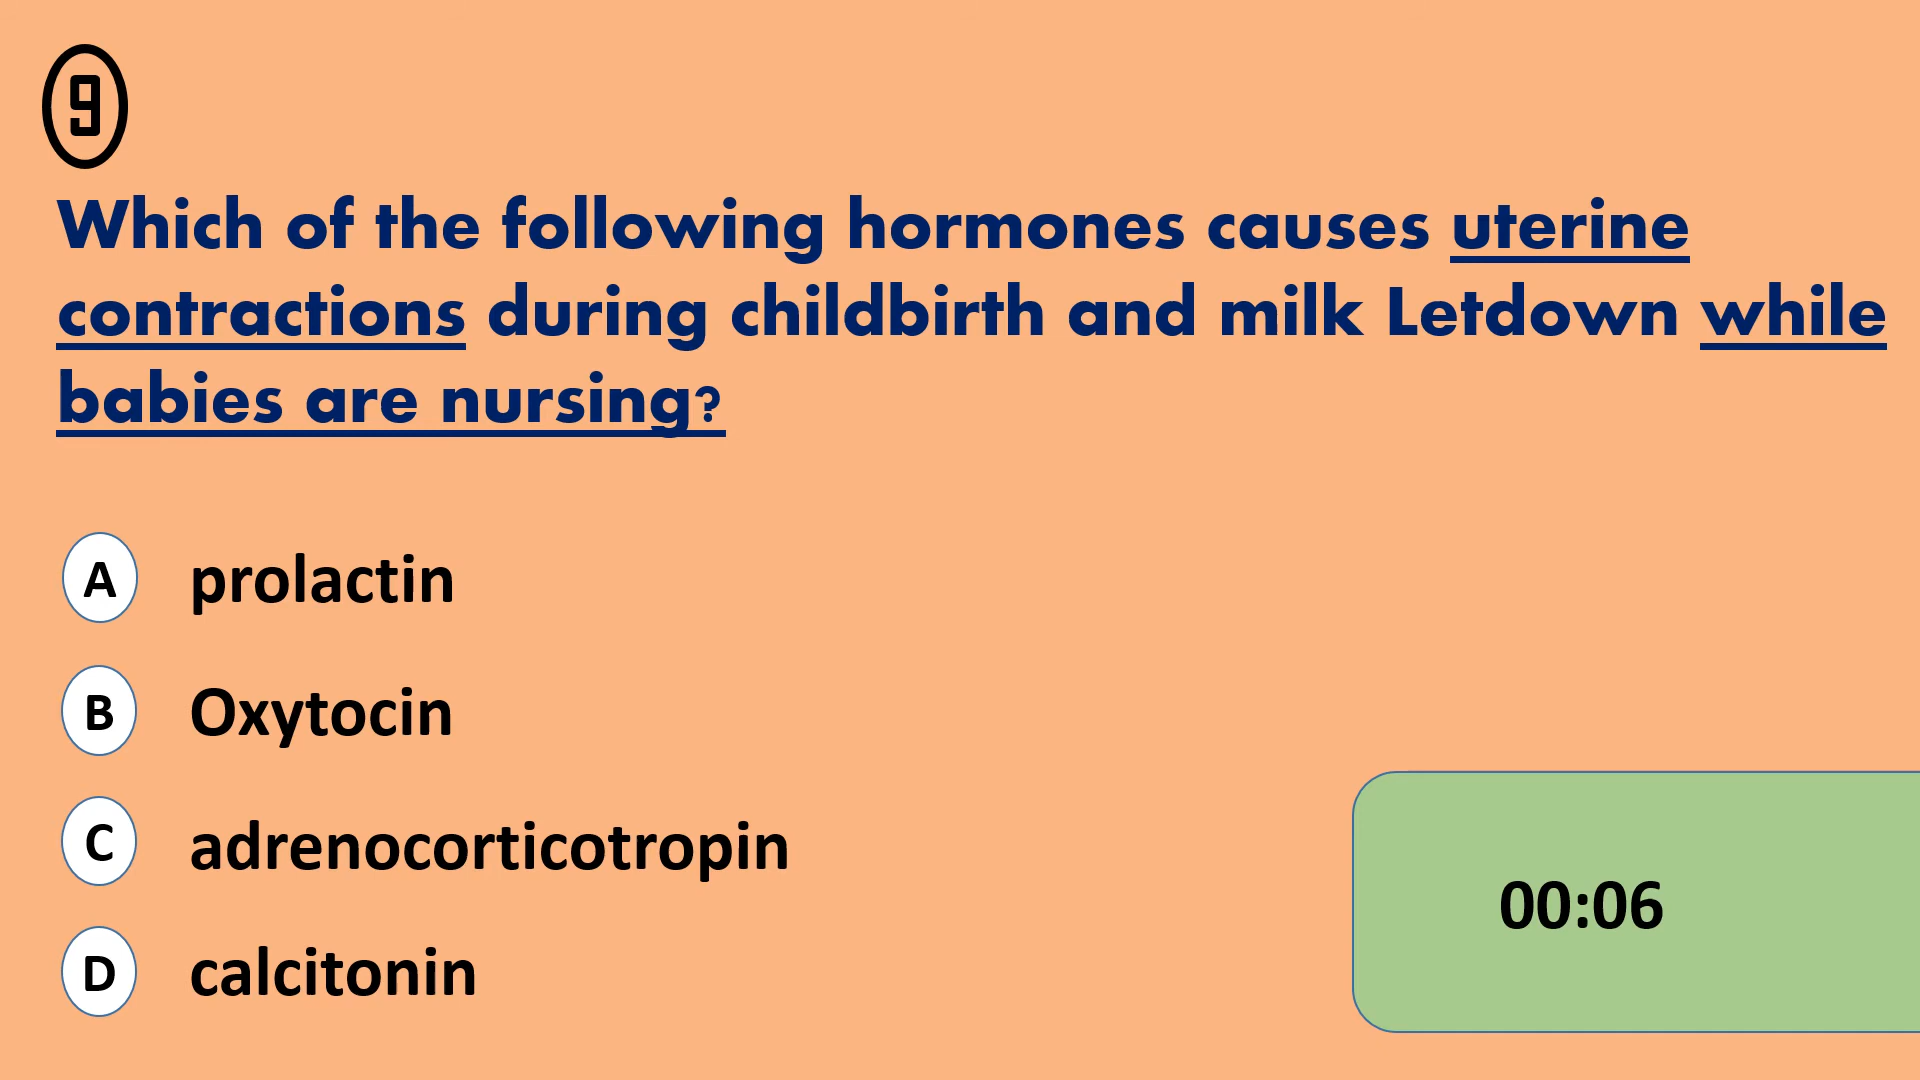 9
Which of the following hormones causes uterine
contractions during childbirth and milk Letdown while
babies are nursing?
A prolactin
B Oxytocin
C adrenocorticotropin
D calcitonin
00:06